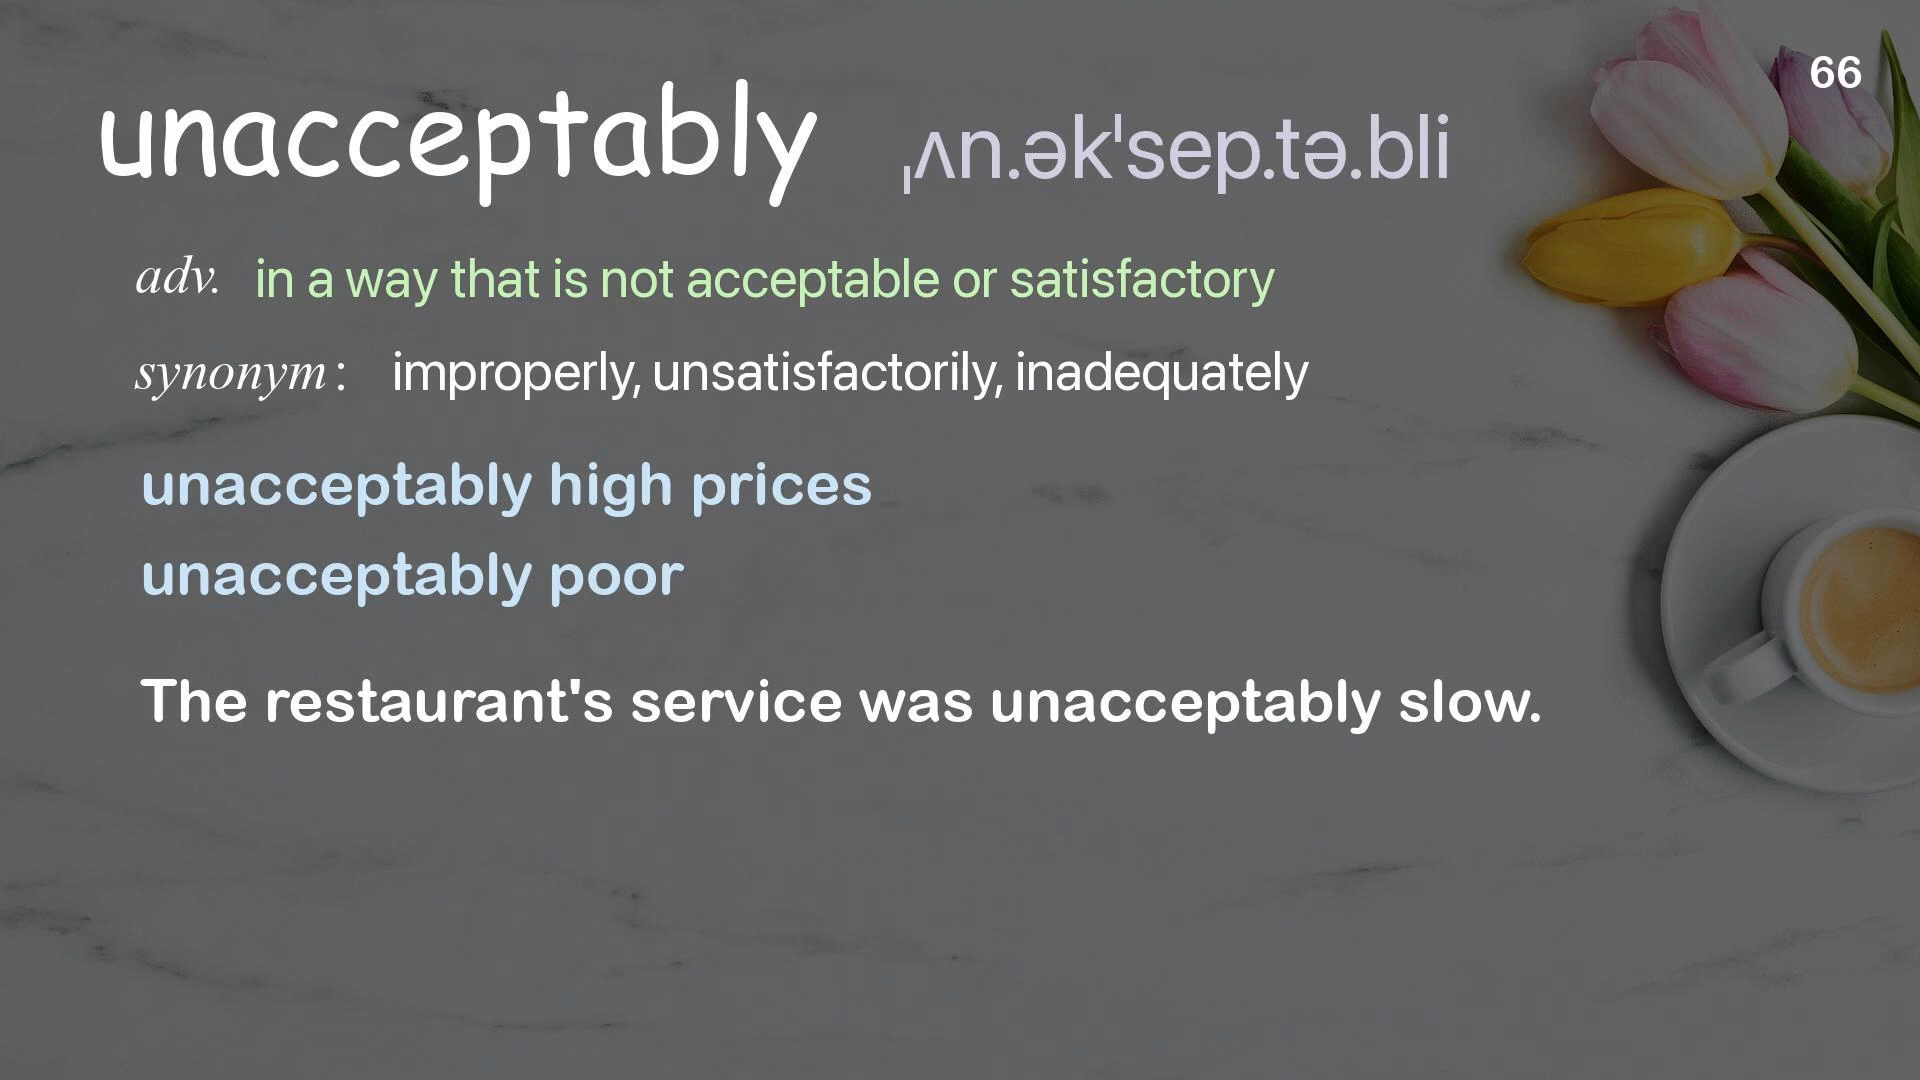 66
unacceptably ˌʌn.əkˈsep.tə.bli
adv. in a way that is not acceptable or satisfactory
synonym : improperly, unsatisfactorily, inadequately
unacceptably high prices
unacceptably poor
The restaurant's service was unacceptably slow.